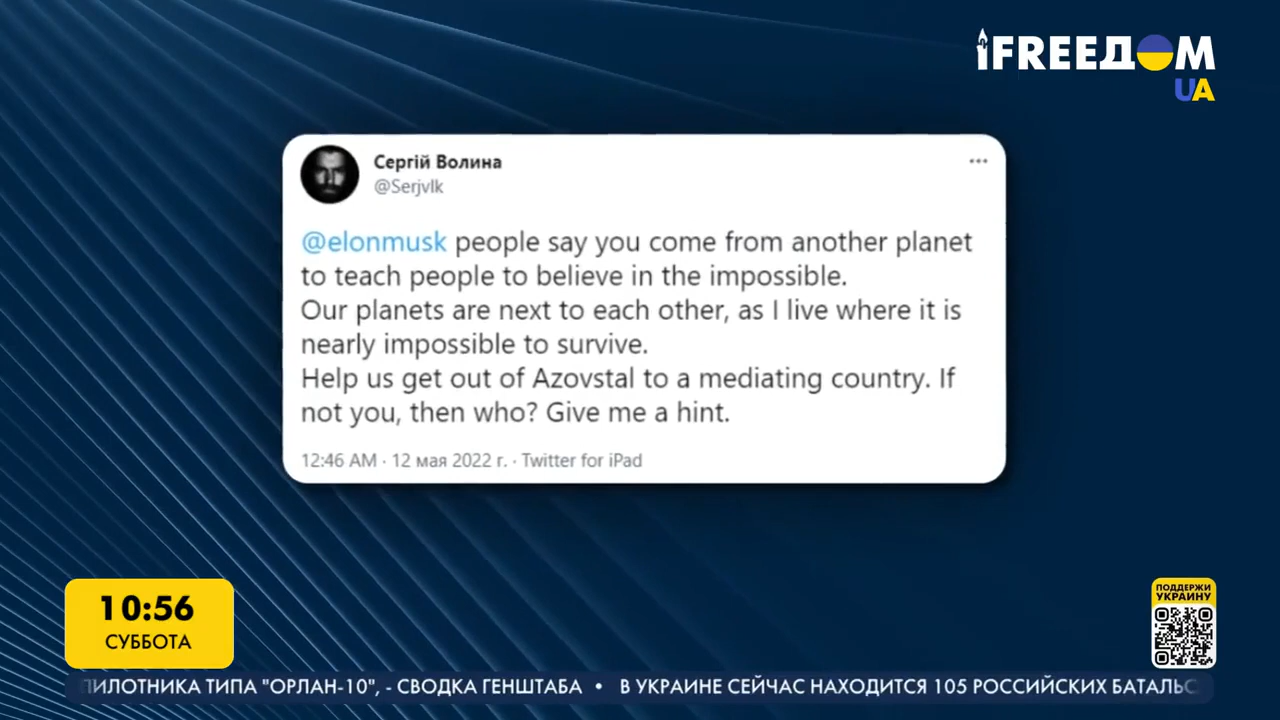 iFREEДOM
UA
Сергій Волина
@Serjvlk
@elonmusk people say you come from another planet
to teach people to believe in the impossible.
Our planets are next to each other, as I live where it is
nearly impossible to survive.
Help us get out of Azovstal to a mediating country. If
not you, then who? Give me a hint.
12:46 AM · 12 мая 2022 г. · Twitter for iPad
10:56
СУББОТА
ПОДДЕРЖИ
УКРАИНУ
ПИЛОТНИКА ТИПА "ОРЛАН-10", - СВОДКА ГЕНШТАБА • В УКРАИНЕ СЕЙЧАС НАХОДИТСЯ 105 РОССИЙСКИХ БАТАЛЬС